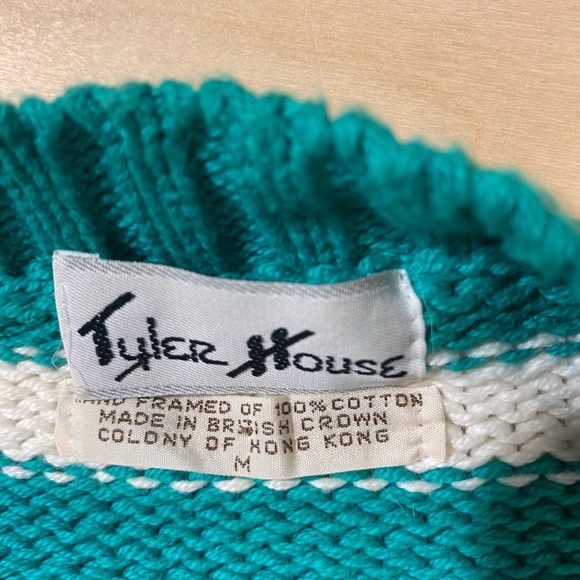 Tyler House
HAND FRAMED OF 100% COTTON
MADE IN BRITISH CROWN
COLONY OF HONG KONG
M